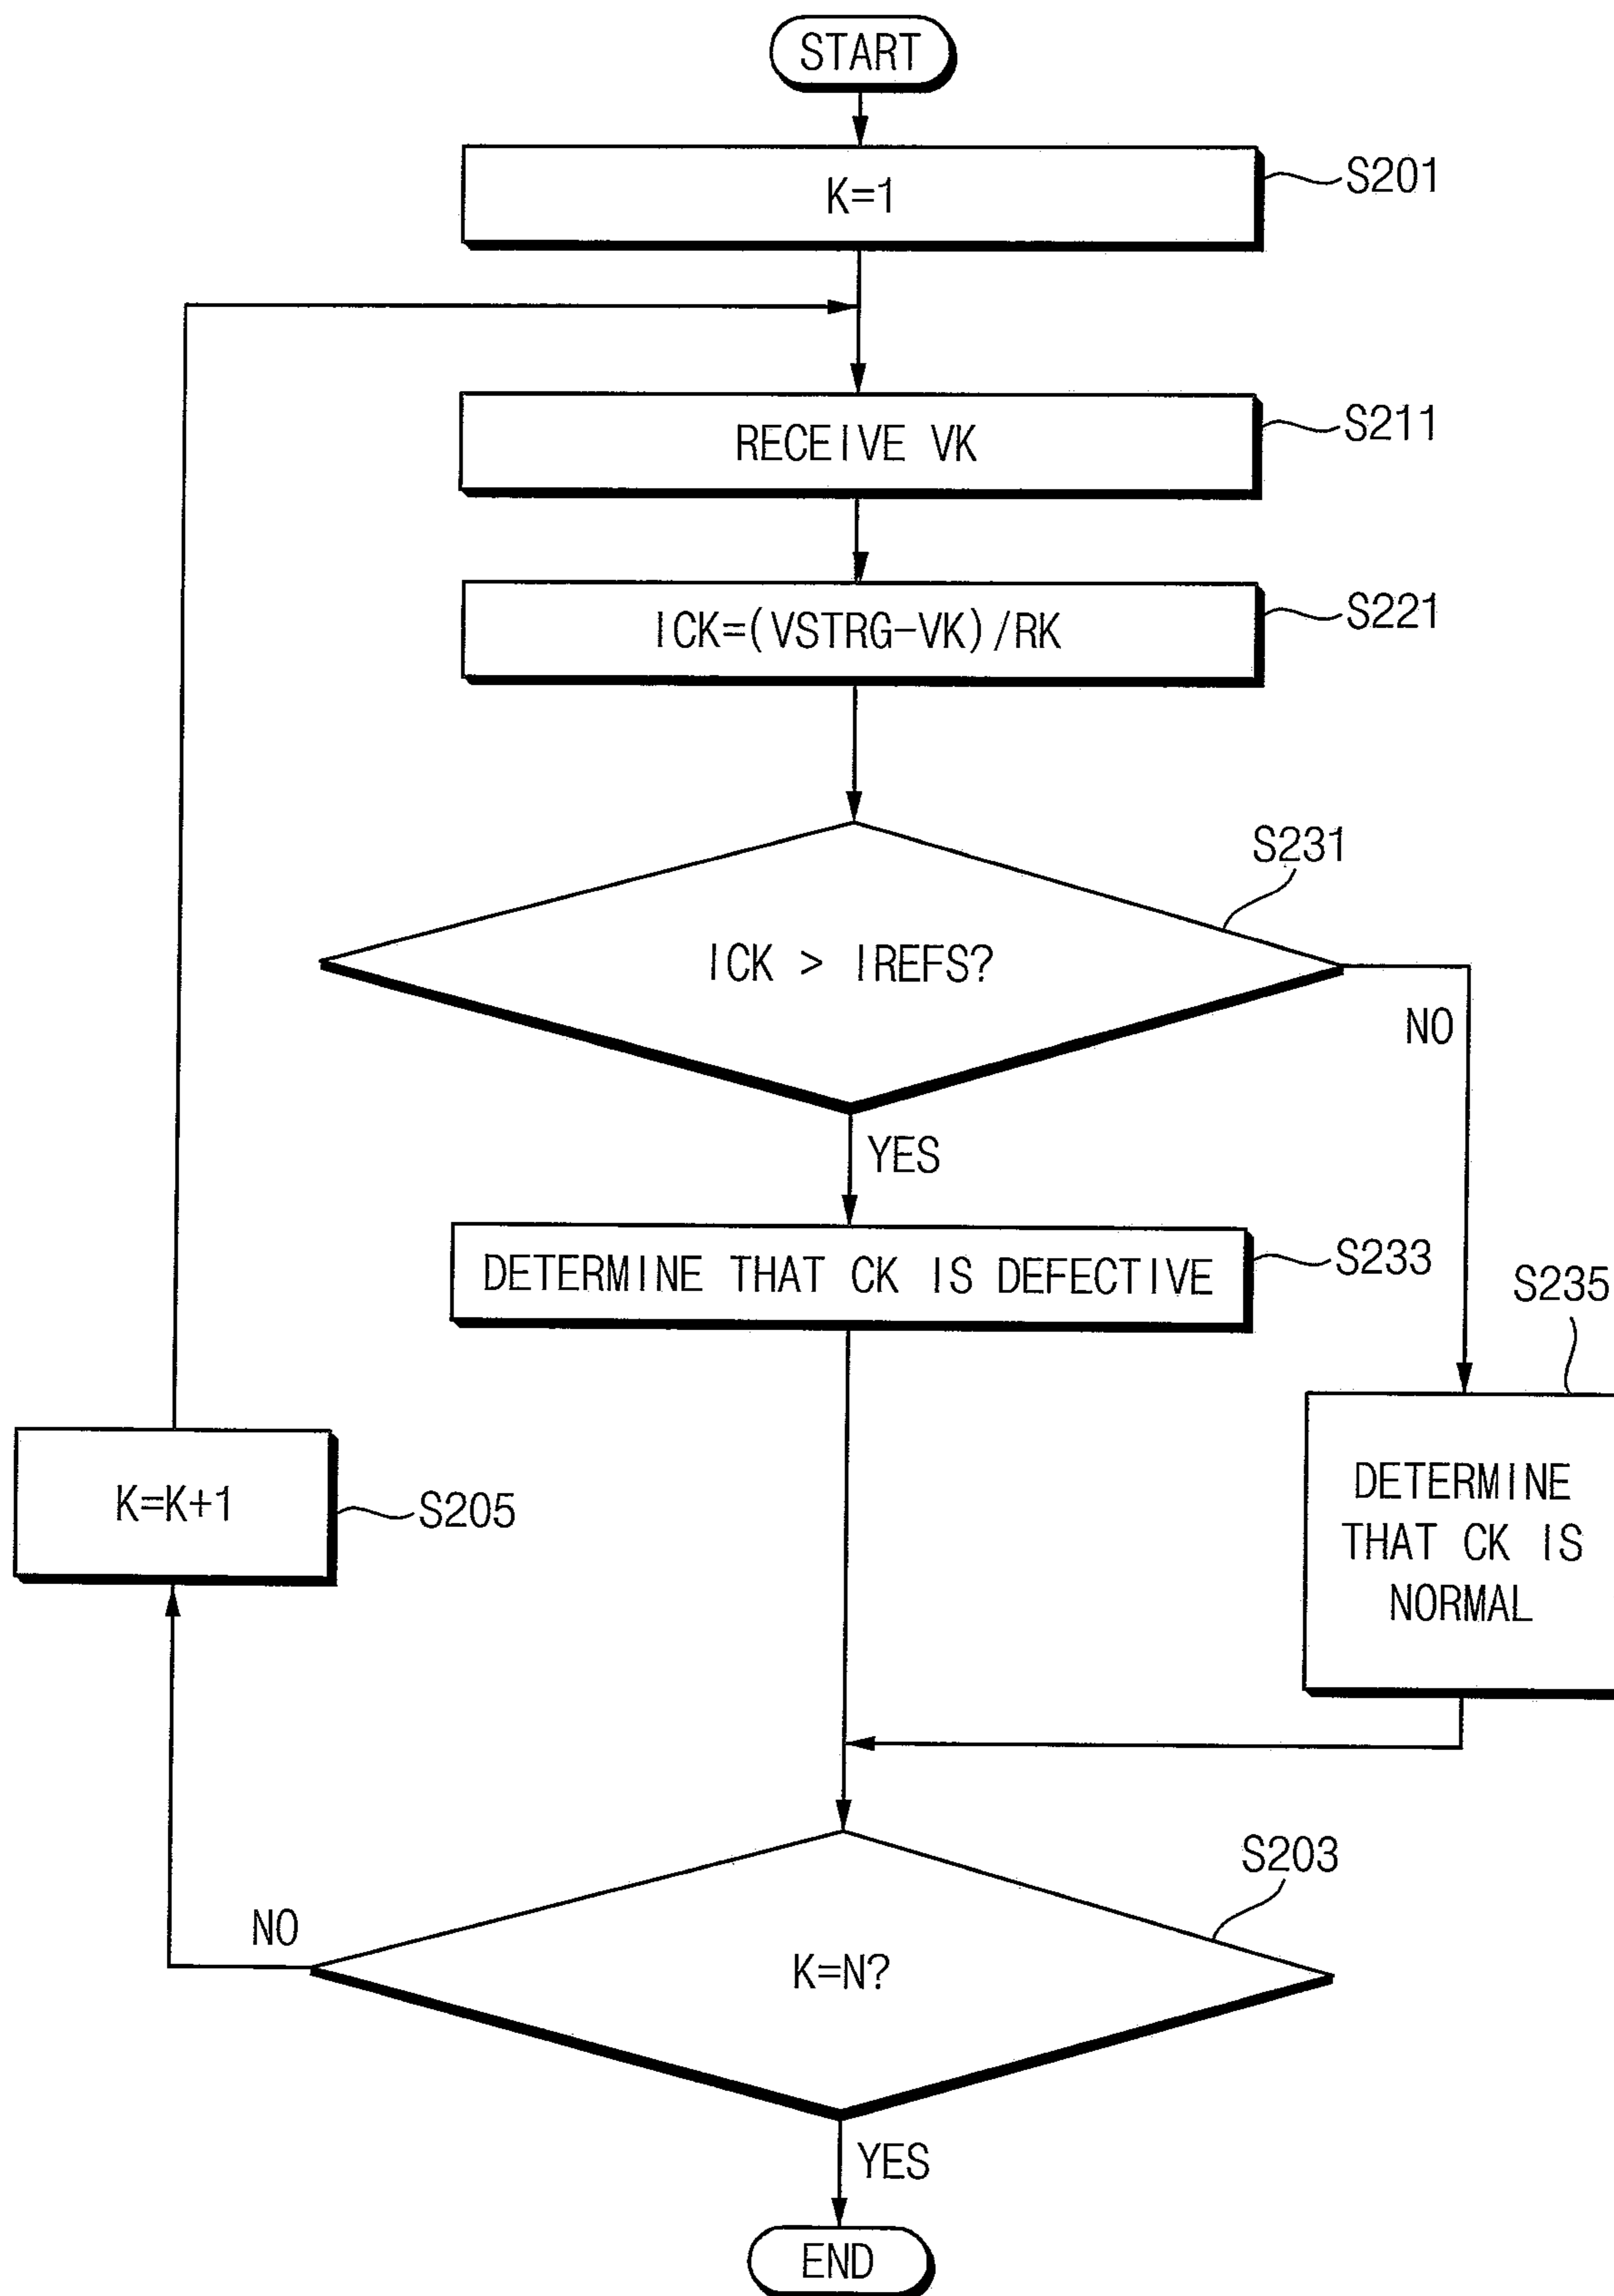 START
K=1
S201
RECEIVE VK
S211
ICK=(VSTRG-VK)/RK
S221
S231
ICK > IREFS?
NO
YES
DETERMINE THAT CK IS DEFECTIVE
S233
S235
DETERMINE
THAT CK IS
NORMAL
K=K+1
S205
S203
NO
K=N?
YES
END